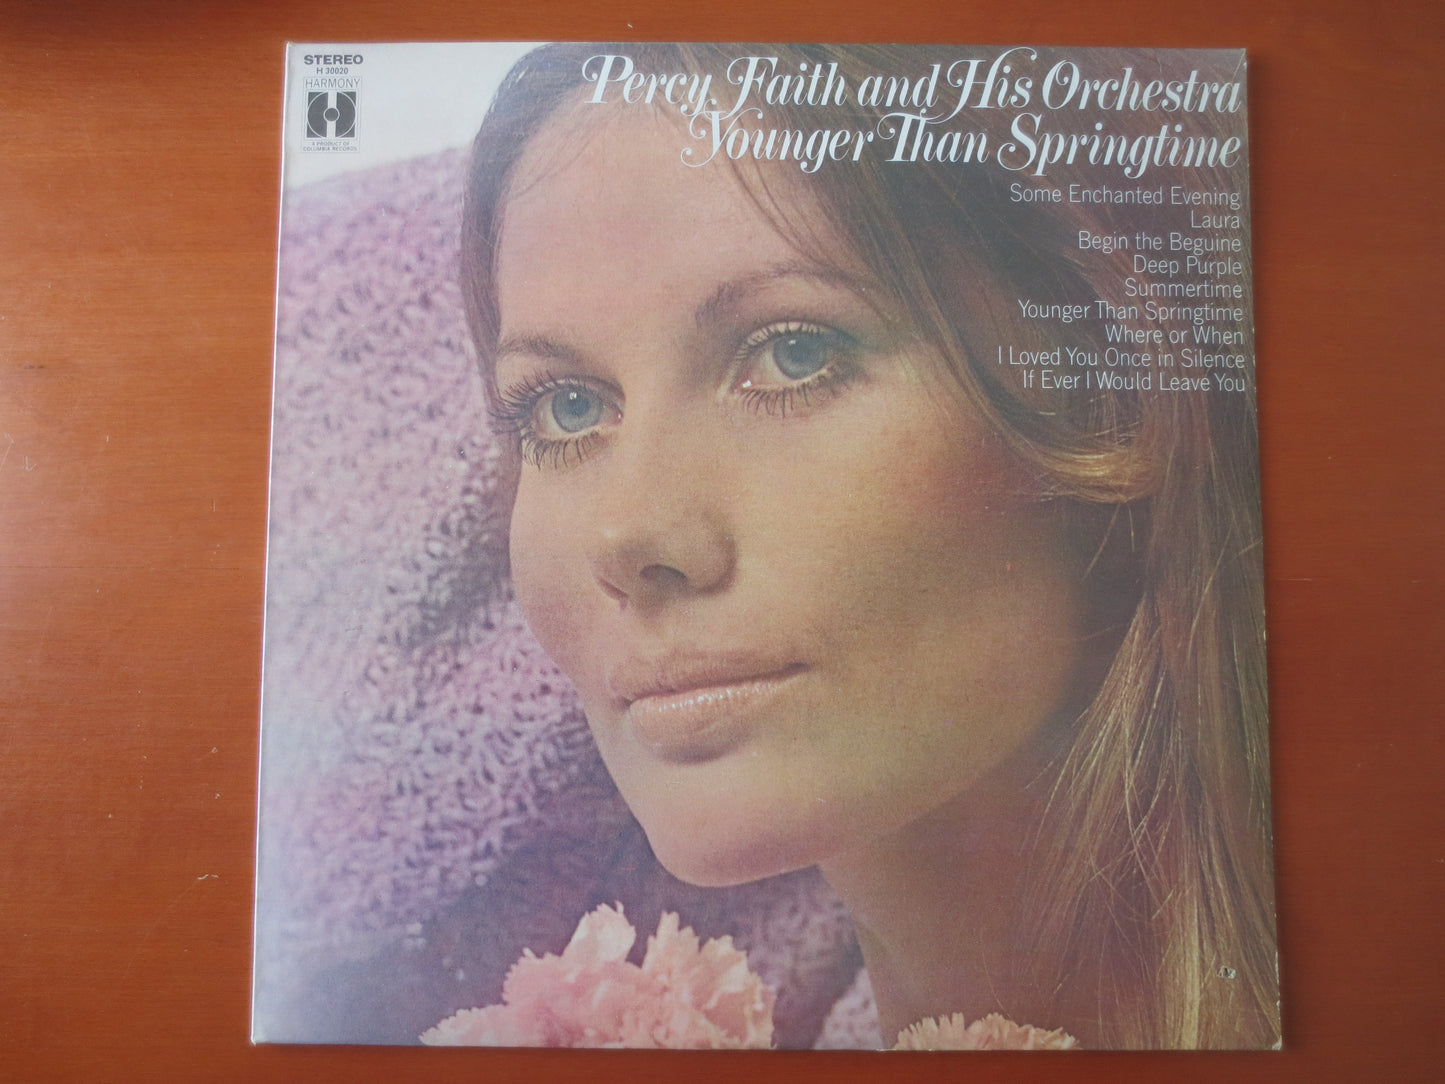 STEREO
H 30020
HARMONY
A PRODUCT OF
COLUMBIA RECORDS
Percy Faith and His Orchestra
Younger Than Springtime
Some Enchanted Evening
Laura
Begin the Beguine
Deep Purple
Summertime
Younger Than Springtime
Where or When
I Loved You Once in Silence
If Ever I Would Leave You